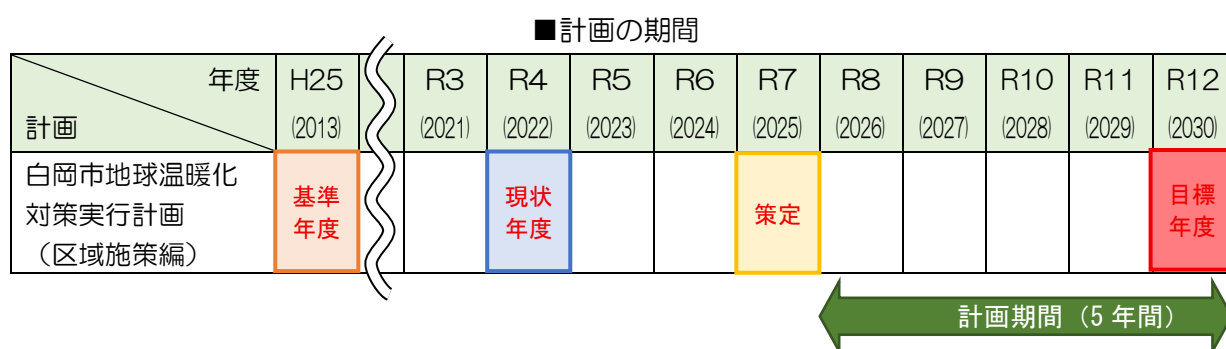 ■計画の期間
年度 H25 R3 R4 R5 R6 R7 R8 R9 R10 R11 R12
計画 (2013) (2021) (2022) (2023) (2024) (2025) (2026) (2027) (2028) (2029) (2030)
白岡市地球温暖化
対策実行計画
（区域施策編）
基準
年度
現状
年度
策定
目標
年度
計画期間（5年間）